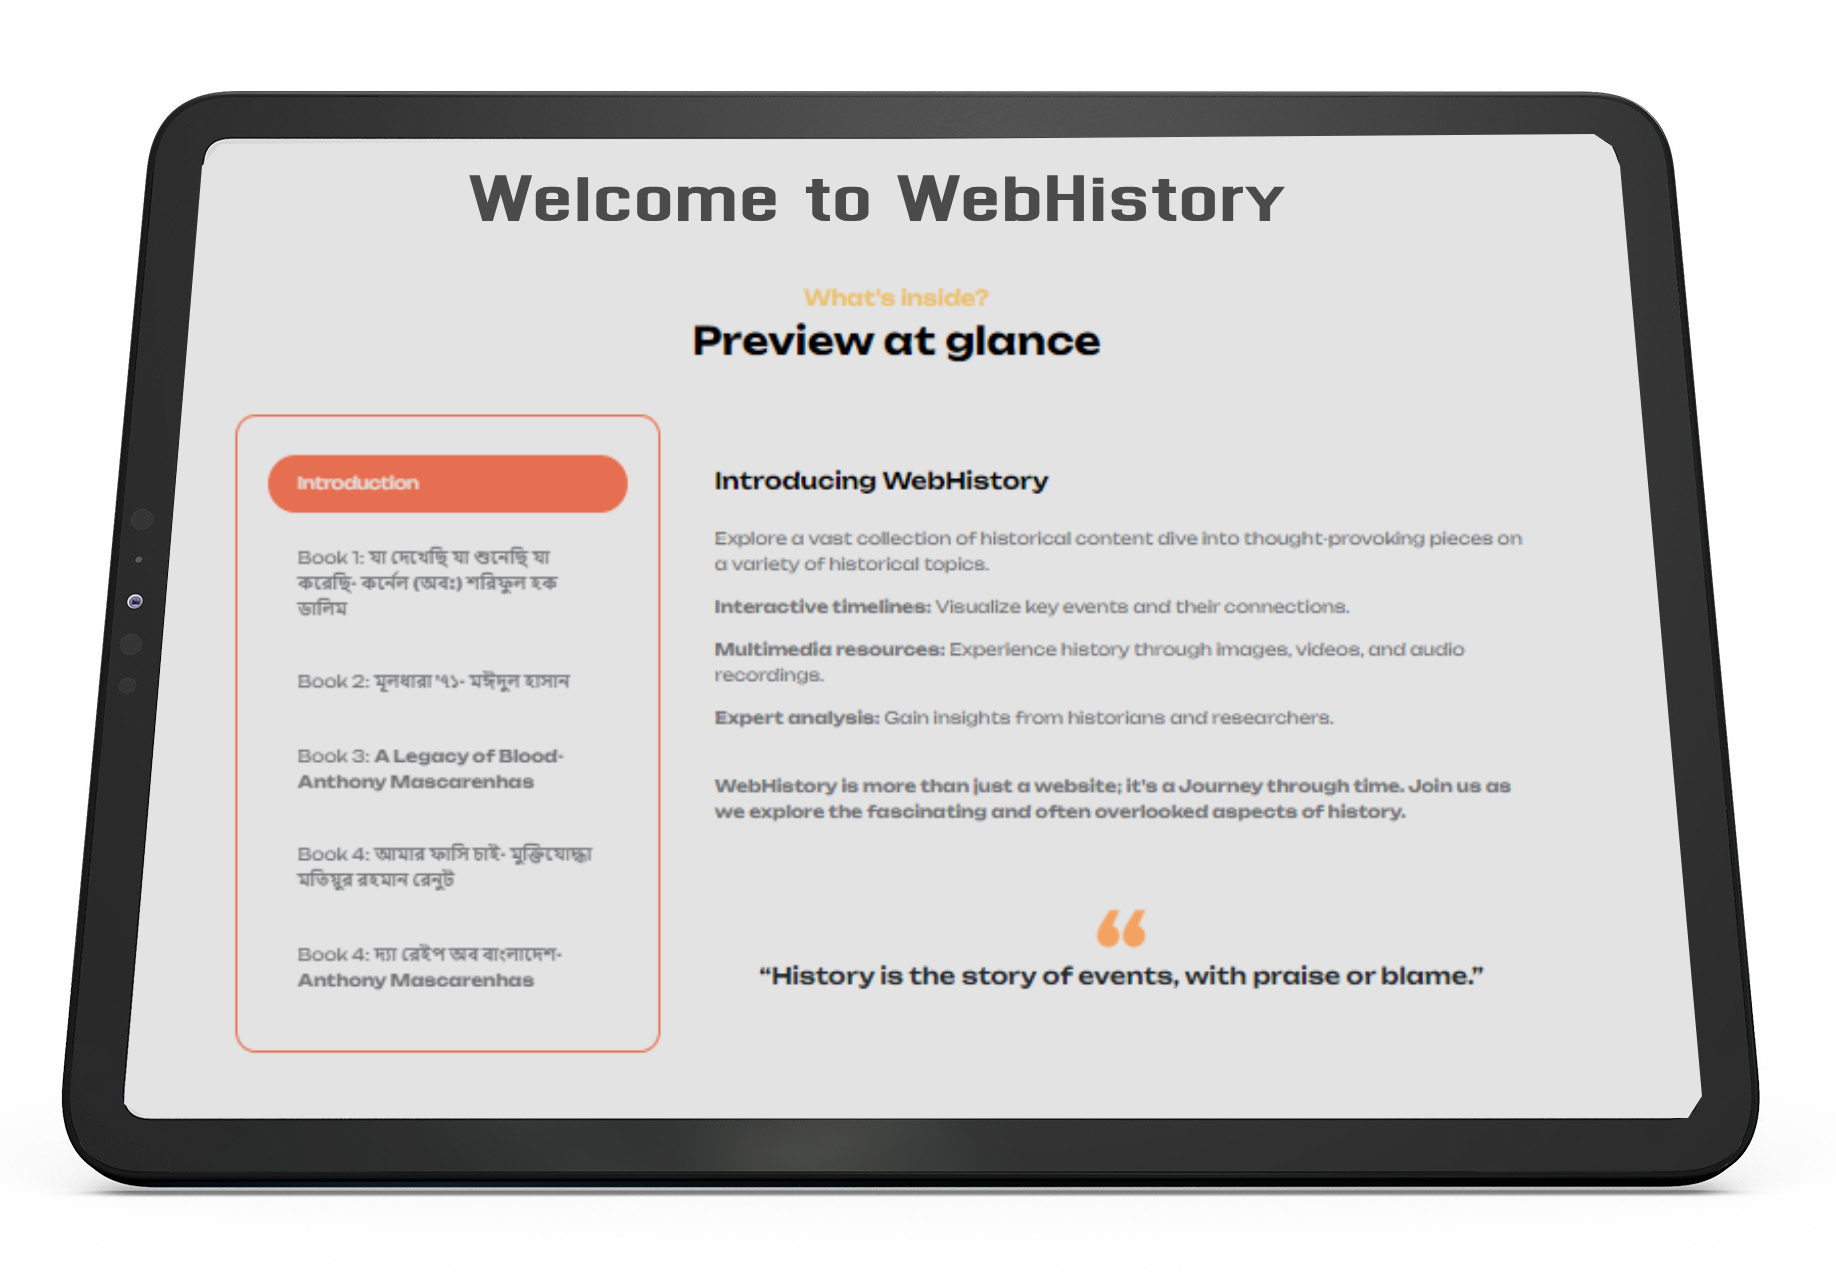 Welcome to WebHistory
What's inside?
Preview at glance
Introduction
Book 1: যা দেখেছি যা শুনেছি যা
করেছি- কর্নেল (অবঃ) শরিফুল হক
ডালিম
Book 2: মূলধারা '৭১- মঈদুল হাসান
Book 3: A Legacy of Blood-
Anthony Mascarenhas
Book 4: আমার ফাসি চাই- মুক্তিযোদ্ধা
মতিয়ুর রহমান রেনুট
Book 4: দ্যা রেইপ অব বাংলাদেশ-
Anthony Mascarenhas
Introducing WebHistory
Explore a vast collection of historical content dive into thought-provoking pieces on
a variety of historical topics.
Interactive timelines: Visualize key events and their connections.
Multimedia resources: Experience history through images, videos, and audio
recordings.
Expert analysis: Gain insights from historians and researchers.
WebHistory is more than just a website; it's a Journey through time. Join us as
we explore the fascinating and often overlooked aspects of history.
“
“History is the story of events, with praise or blame.”